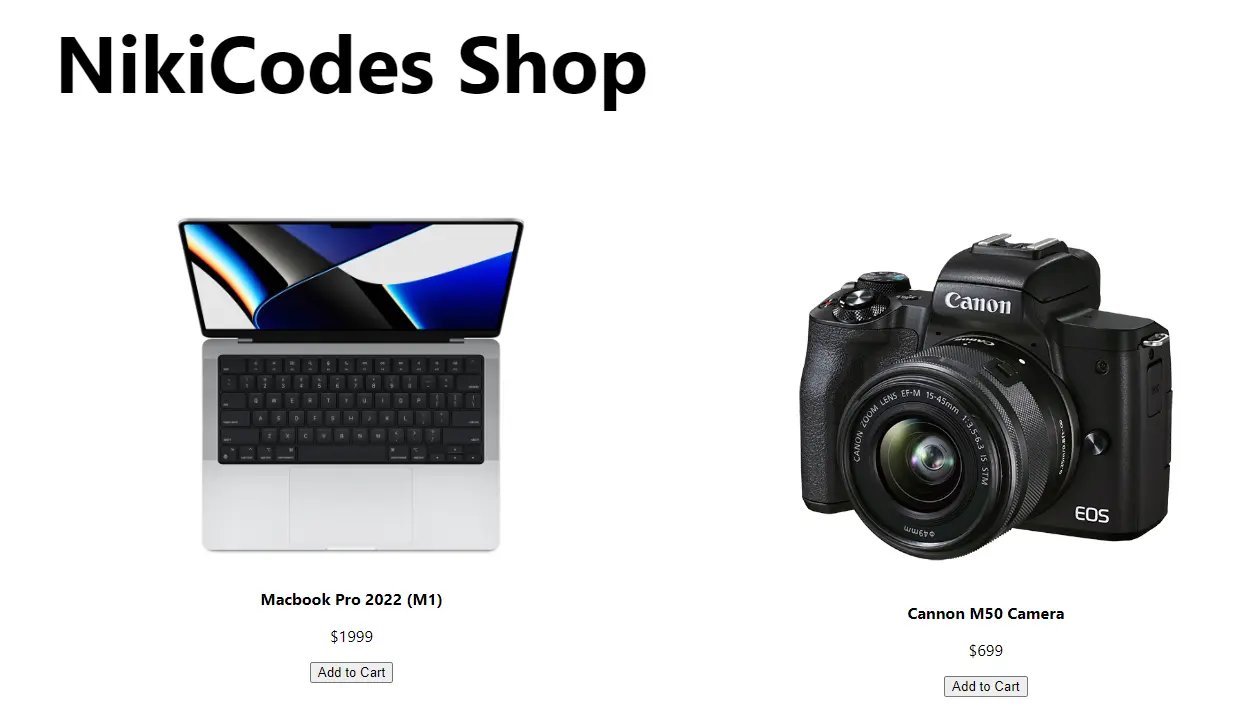 NikiCodes Shop
Canon
Canon
CANON ZOOM LENS EF-M 15-45mm 1:3.5-6.3 IS STM
⌀49mm
EOS
Macbook Pro 2022 (M1)
$1999
Add to Cart
Cannon M50 Camera
$699
Add to Cart